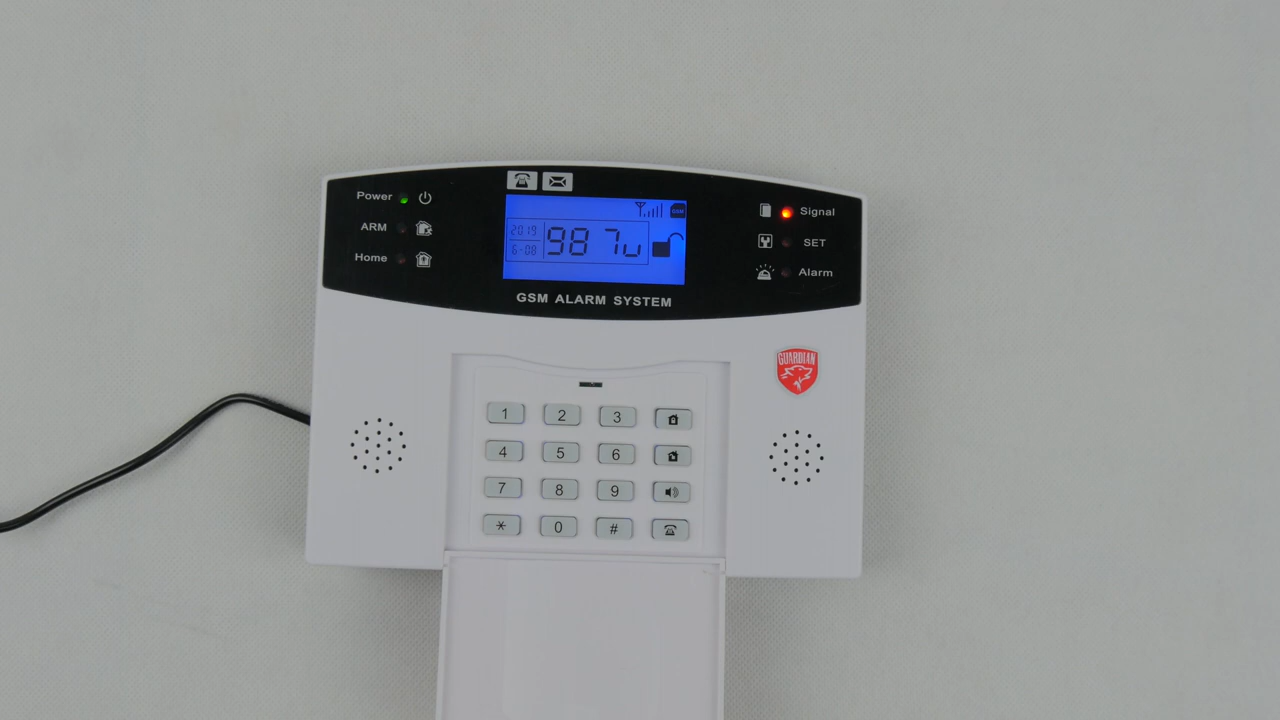 Power
ARM
Home
2019
6-08
98 7u
Signal
SET
Alarm
GSM ALARM SYSTEM
GUARDIAN
1 2 3
4 5 6
7 8 9
* 0 #